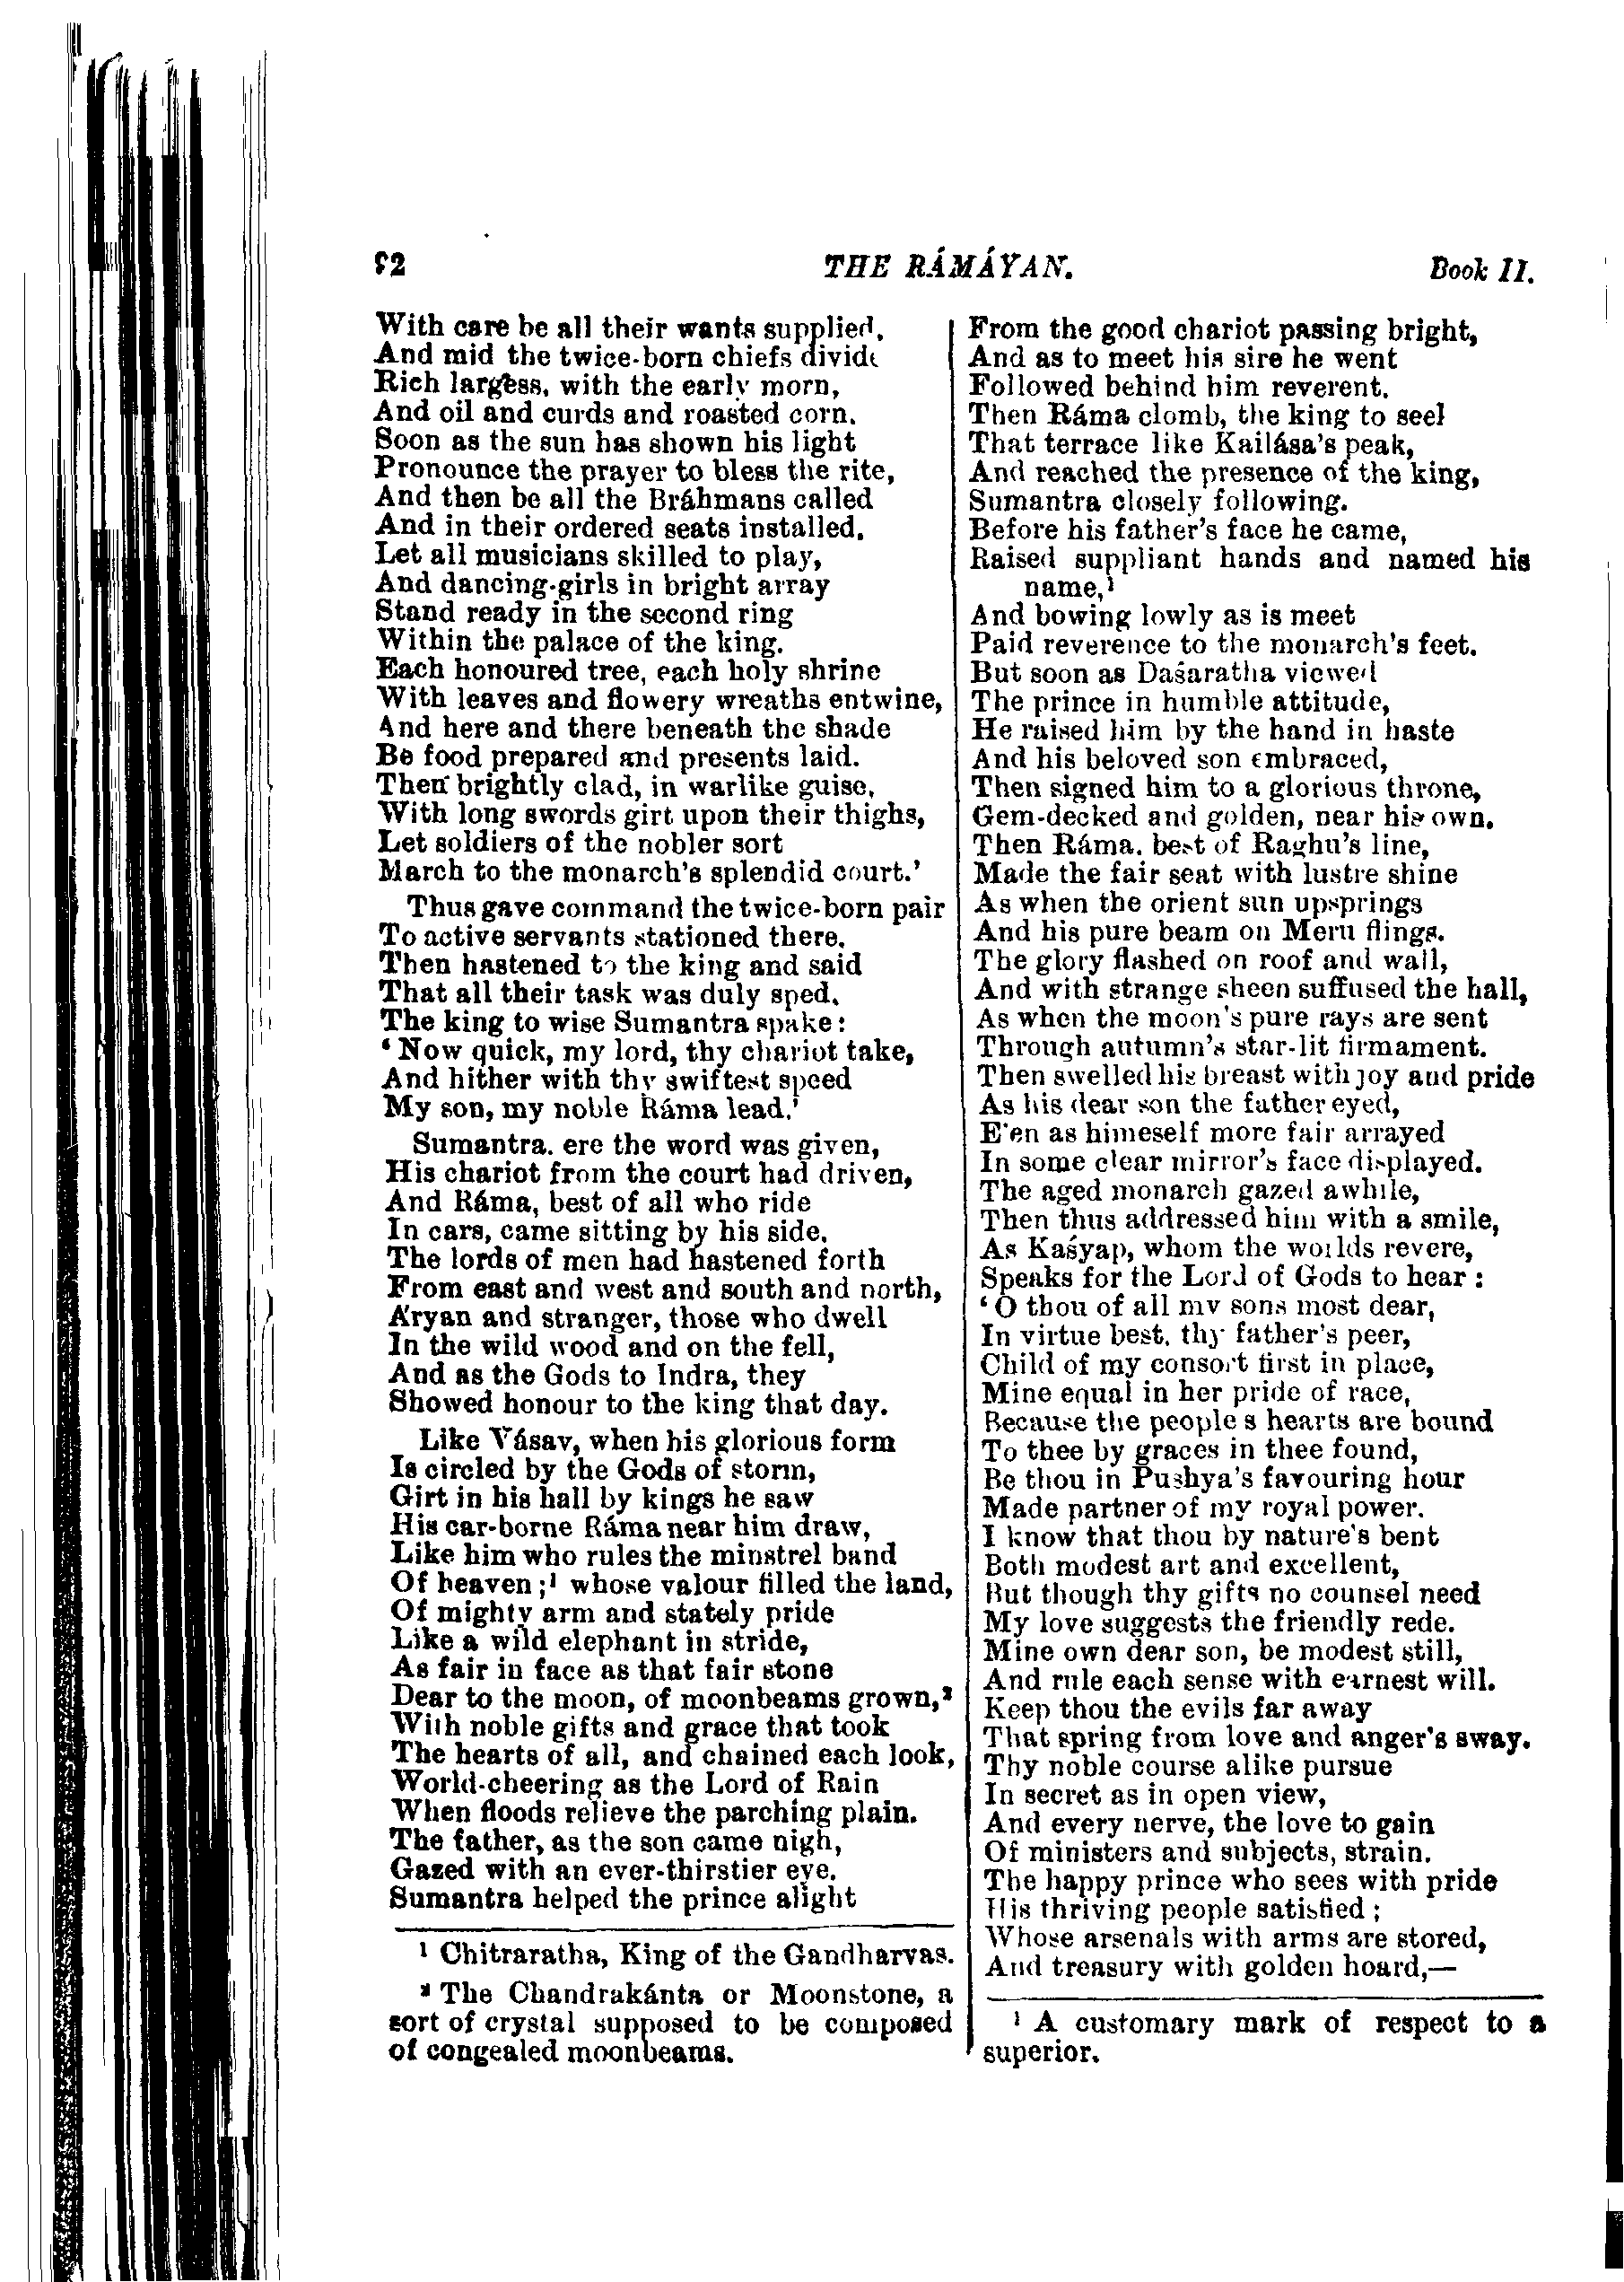 92 THE RÁMÁYAN. Book II.
With care be all their wants supplied,
And mid the twice-born chiefs divide
Rich largess, with the early morn,
And oil and curds and roasted corn.
Soon as the sun has shown his light
Pronounce the prayer to bless the rite,
And then be all the Bráhmans called
And in their ordered seats installed.
Let all musicians skilled to play,
And dancing-girls in bright array
Stand ready in the second ring
Within the palace of the king.
Each honoured tree, each holy shrine
With leaves and flowery wreaths entwine,
And here and there beneath the shade
Be food prepared and presents laid.
Then brightly clad, in warlike guise,
With long swords girt upon their thighs,
Let soldiers of the nobler sort
March to the monarch's splendid court.'
Thus gave command the twice-born pair
To active servants stationed there.
Then hastened to the king and said
That all their task was duly sped.
The king to wise Sumantra spake:
'Now quick, my lord, thy chariot take,
And hither with thy swiftest speed
My son, my noble Ráma lead.'
Sumantra. ere the word was given,
His chariot from the court had driven,
And Ráma, best of all who ride
In cars, came sitting by his side.
The lords of men had hastened forth
From east and west and south and north,
Áryan and stranger, those who dwell
In the wild wood and on the fell,
And as the Gods to Indra, they
Showed honour to the king that day.
Like Vásav, when his glorious form
Is circled by the Gods of storm,
Girt in his hall by kings he saw
His car-borne Ráma near him draw,
Like him who rules the minstrel band
Of heaven;¹ whose valour filled the land,
Of mighty arm and stately pride
Like a wild elephant in stride,
As fair in face as that fair stone
Dear to the moon, of moonbeams grown,²
With noble gifts and grace that took
The hearts of all, and chained each look,
World-cheering as the Lord of Rain
When floods relieve the parching plain.
The father, as the son came nigh,
Gazed with an ever-thirstier eye.
Sumantra helped the prince alight
¹ Chitraratha, King of the Gandharvas.
² The Chandrakánta or Moonstone, a
sort of crystal supposed to be composed
of congealed moonbeams.
From the good chariot passing bright,
And as to meet his sire he went
Followed behind him reverent.
Then Ráma clomb, the king to seek
That terrace like Kailása's peak,
And reached the presence of the king,
Sumantra closely following.
Before his father's face he came,
Raised suppliant hands and named his
name,¹
And bowing lowly as is meet
Paid reverence to the monarch's feet.
But soon as Daśaratha viewed
The prince in humble attitude,
He raised him by the hand in haste
And his beloved son embraced,
Then signed him to a glorious throne,
Gem-decked and golden, near his own.
Then Ráma. best of Raghu's line,
Made the fair seat with lustre shine
As when the orient sun upsprings
And his pure beam on Meru flings.
The glory flashed on roof and wall,
And with strange sheen suffused the hall,
As when the moon's pure rays are sent
Through autumn's star-lit firmament.
Then swelled his breast with joy and pride
As his dear son the father eyed,
E'en as himeself more fair arrayed
In some clear mirror's face displayed.
The aged monarch gazed awhile,
Then thus addressed him with a smile,
As Kaśyap, whom the worlds revere,
Speaks for the Lord of Gods to hear:
'O thou of all my sons most dear,
In virtue best, thy father's peer,
Child of my consort first in place,
Mine equal in her pride of race,
Because the people's hearts are bound
To thee by graces in thee found,
Be thou in Pushya's favouring hour
Made partner of my royal power.
I know that thou by nature's bent
Both modest art and excellent,
But though thy gifts no counsel need
My love suggests the friendly rede.
Mine own dear son, be modest still,
And rule each sense with earnest will.
Keep thou the evils far away
That spring from love and anger's sway.
Thy noble course alike pursue
In secret as in open view,
And every nerve, the love to gain
Of ministers and subjects, strain.
The happy prince who sees with pride
His thriving people satisfied;
Whose arsenals with arms are stored,
And treasury with golden hoard,—
¹ A customary mark of respect to a
superior.